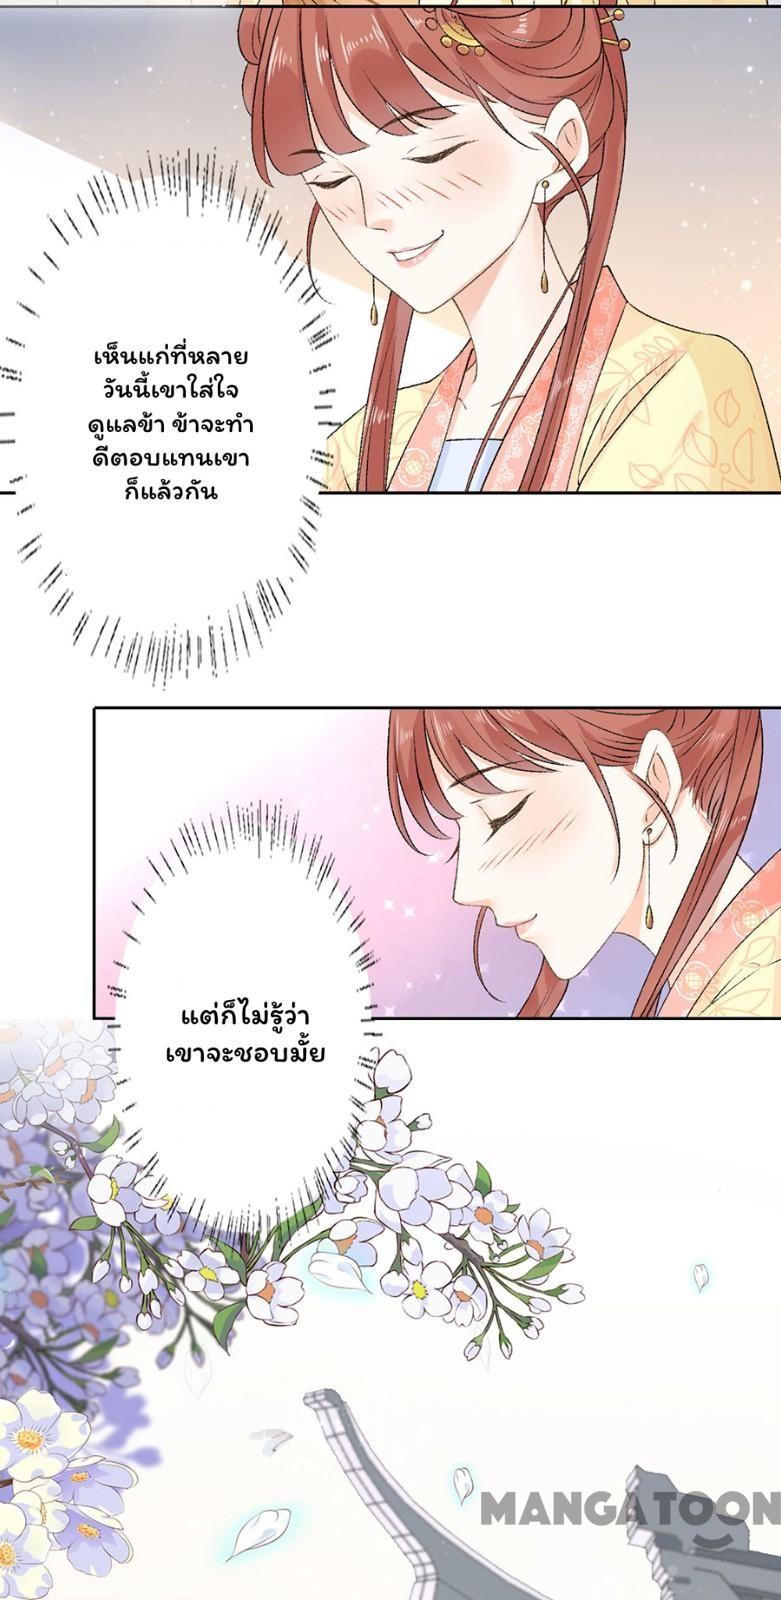 เห็นแก่ที่หลาย
วันนี้เขาใส่ใจ
ดูแลข้า ข้าจะทำ
ดีตอบแทนเขา
ก็แล้วกัน
แต่ก็ไม่รู้ว่า
เขาจะชอบมั้ย
MANGATOON